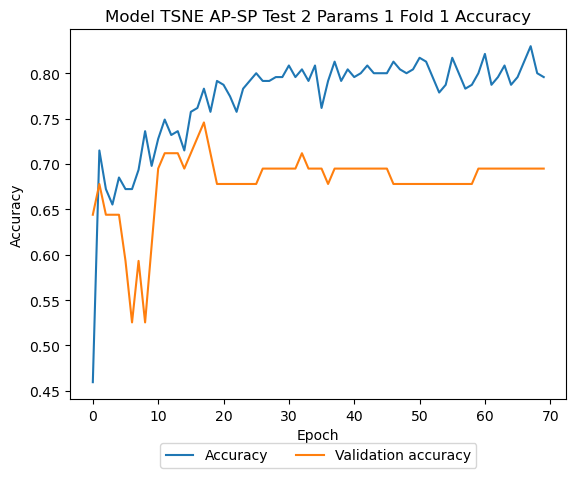 Model TSNE AP-SP Test 2 Params 1 Fold 1 Accuracy
Accuracy
0.80
0.75
0.70
0.65
0.60
0.55
0.50
0.45
0 10 20 30 40 50 60 70
Epoch
Accuracy Validation accuracy